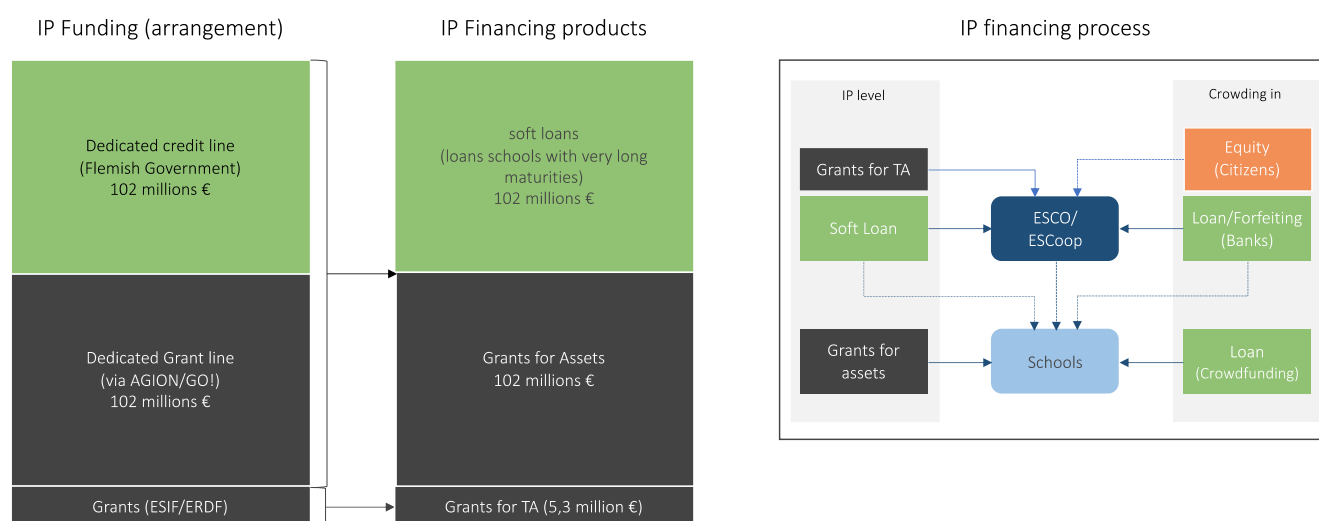 IP Funding (arrangement)
Dedicated credit line
(Flemish Government)
102 millions €
Dedicated Grant line
(via AGION/GO!)
102 millions €
Grants (ESIF/ERDF)
IP Financing products
soft loans
(loans schools with very long
maturities)
102 millions €
Grants for Assets
102 millions €
Grants for TA (5,3 million €)
IP financing process
IP level
Crowding in
Grants for TA
Equity
(Citizens)
Soft Loan
ESCO/
ESCoop
Loan/Forfeiting
(Banks)
Grants for
assets
Schools
Loan
(Crowdfunding)